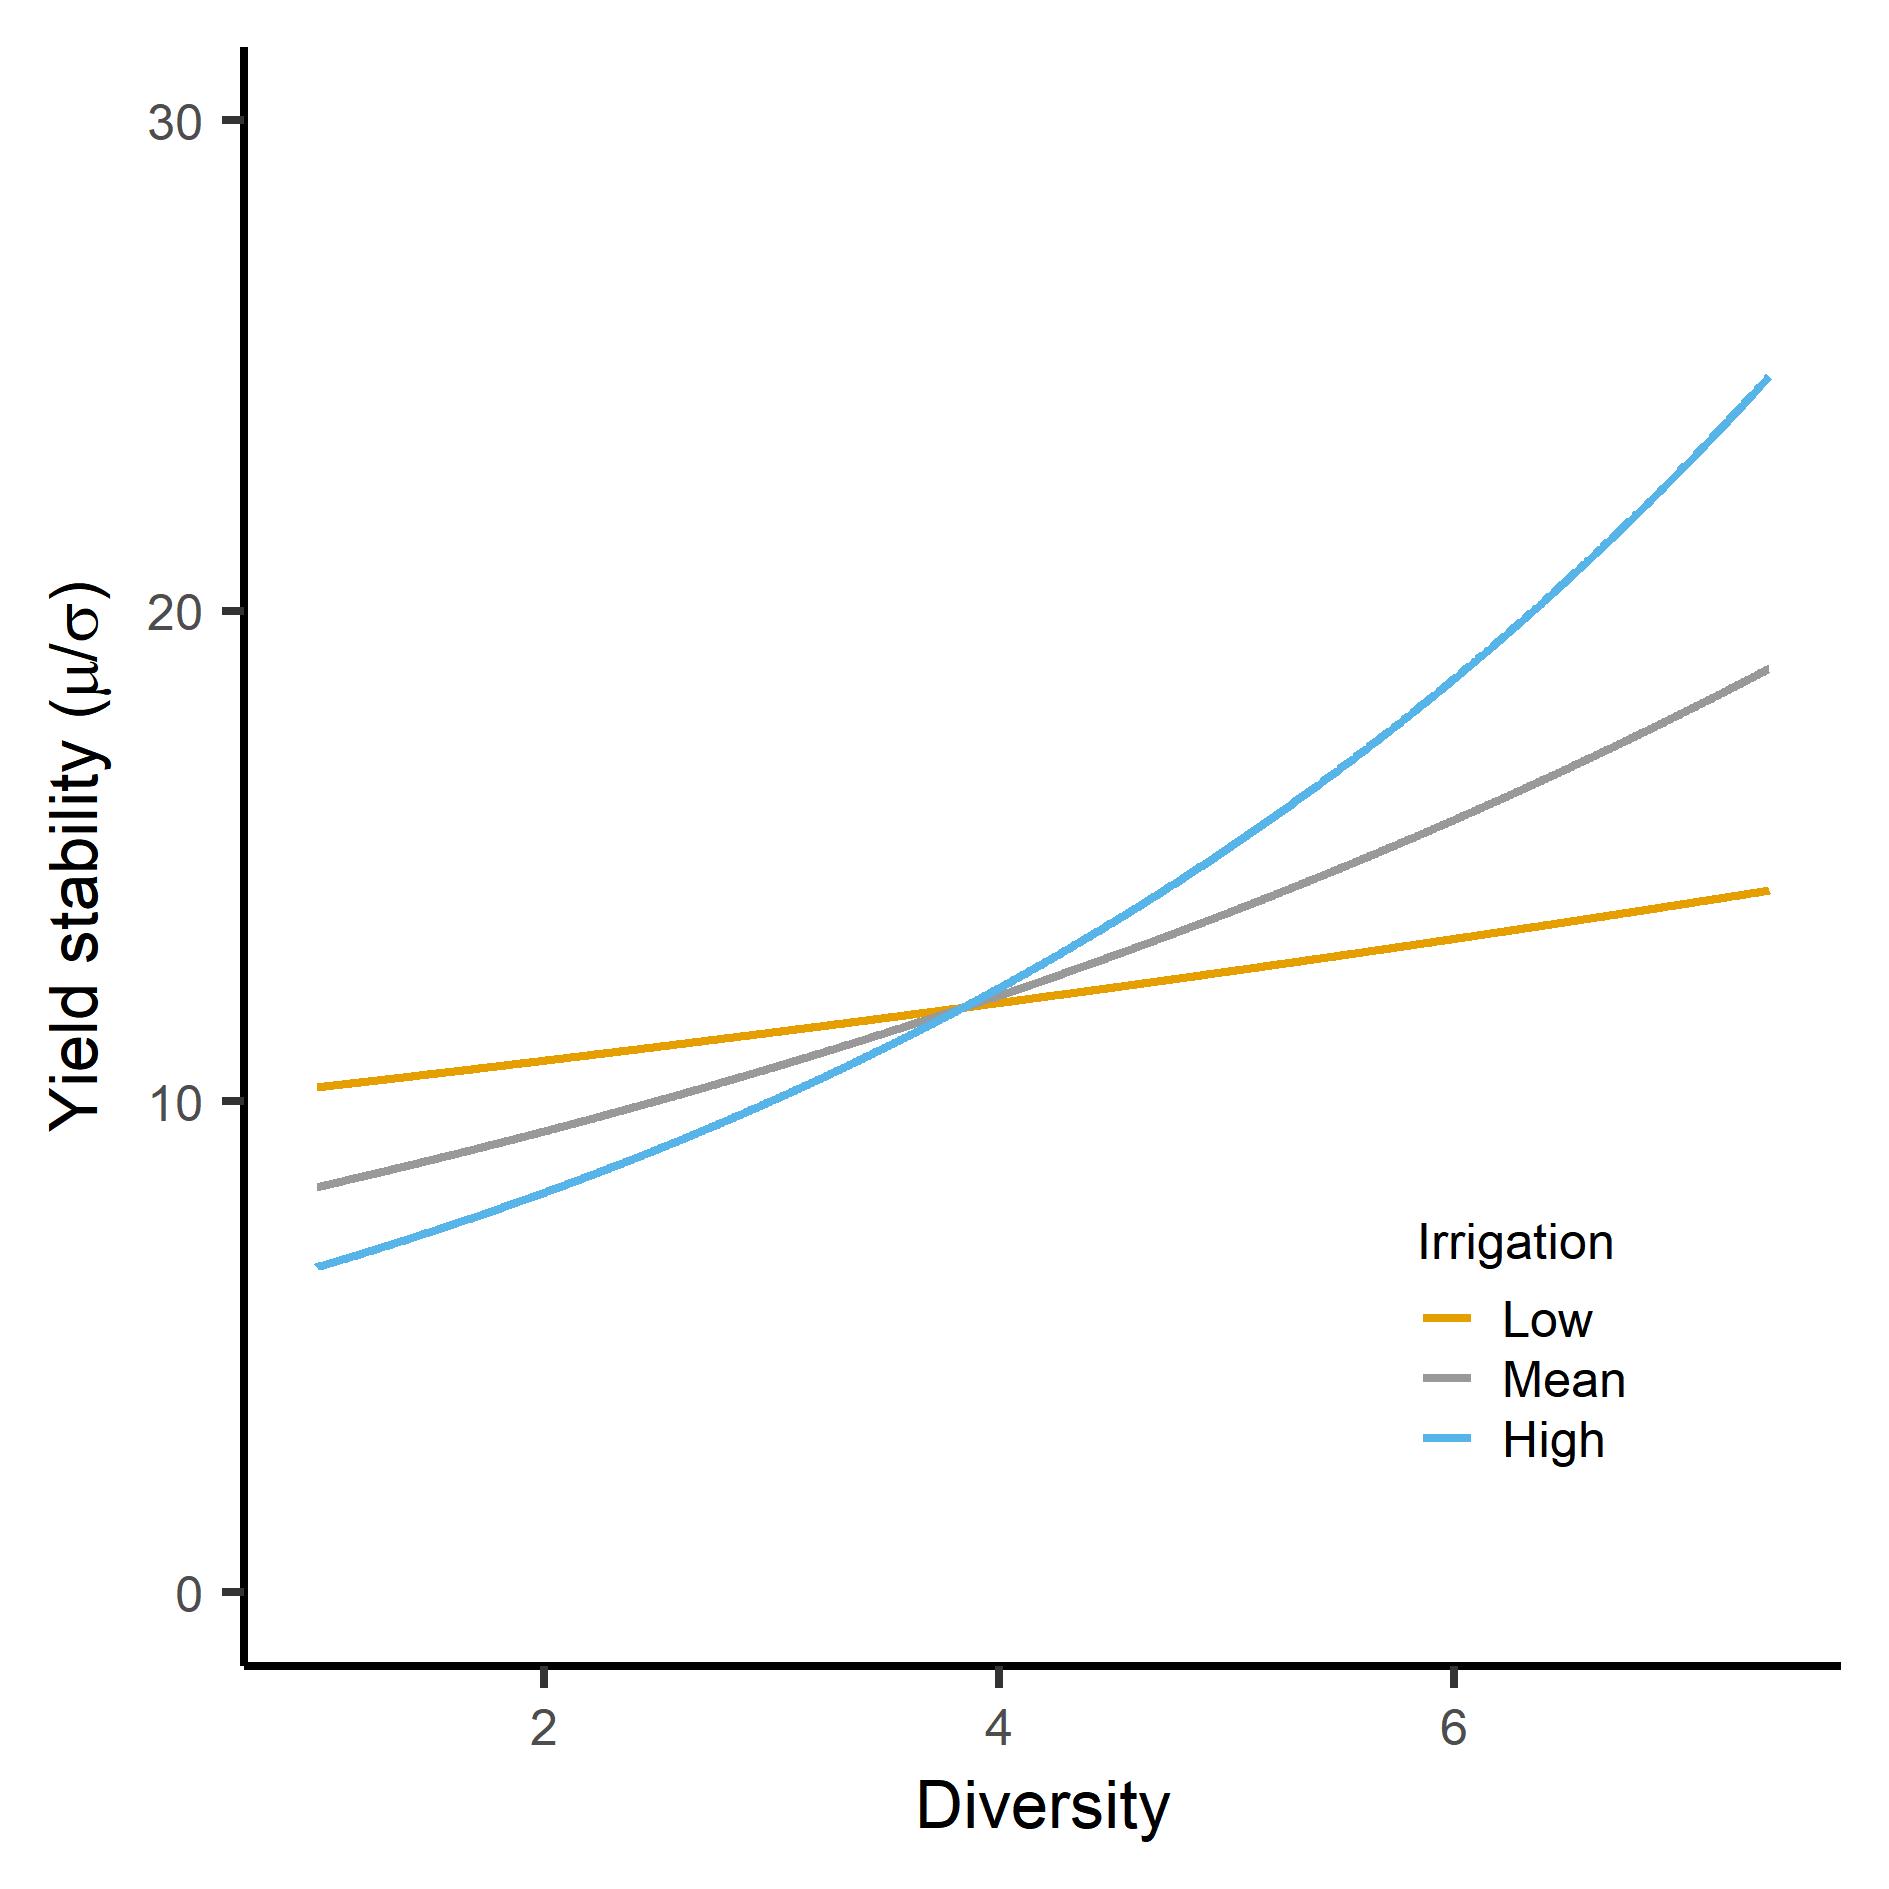 30
20
10
0
Yield stability (μ/σ)
Irrigation
Low
Mean
High
2 4 6
Diversity